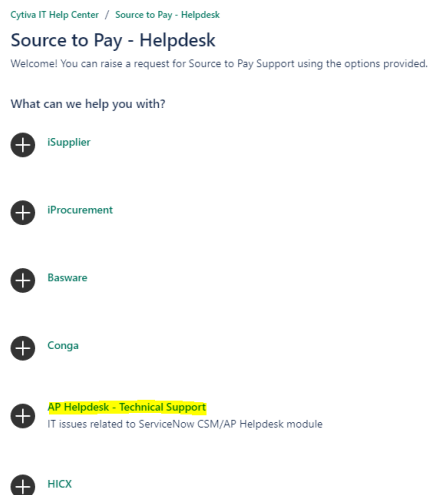 Cytiva IT Help Center / Source to Pay - Helpdesk
Source to Pay - Helpdesk
Welcome! You can raise a request for Source to Pay Support using the options provided.
What can we help you with?
iSupplier
iProcurement
Basware
Conga
AP Helpdesk - Technical Support
IT issues related to ServiceNow CSM/AP Helpdesk module
HICX